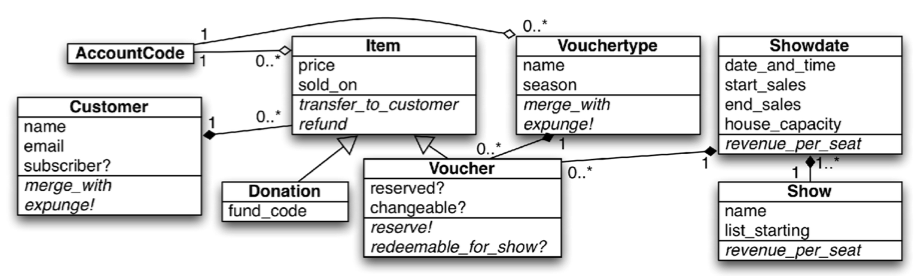 AccountCode
1
1
0..*
0..*
Item
price
sold_on
transfer_to_customer
refund
Vouchertype
name
season
merge_with
expunge!
Showdate
date_and_time
start_sales
end_sales
house_capacity
revenue_per_seat
Customer
name
email
subscriber?
merge_with
expunge!
1
0..*
Donation
fund_code
Voucher
reserved?
changeable?
reserve!
redeemable_for_show?
0..*
1
0..*
1
1
1..*
Show
name
list_starting
revenue_per_seat